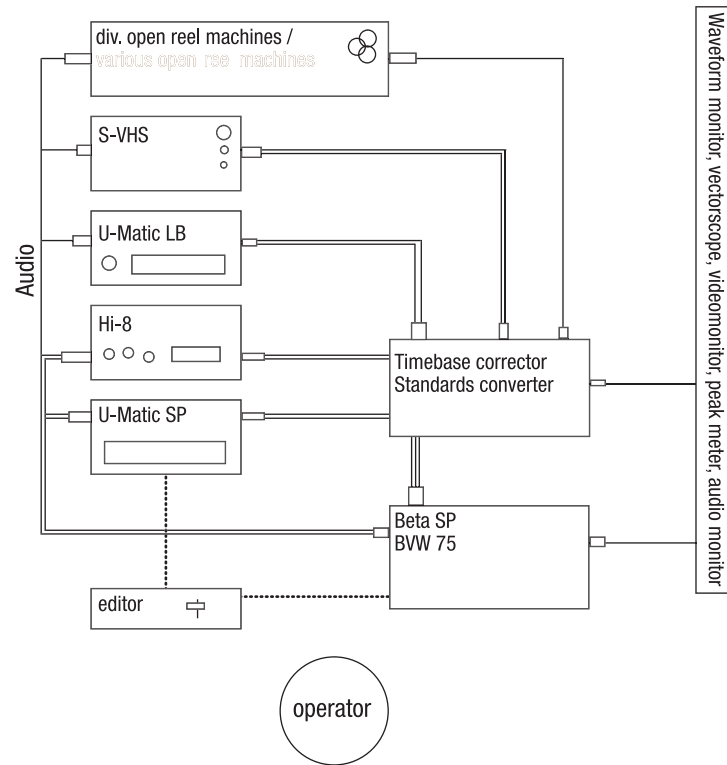 div. open reel machines /
various open reel machines
S-VHS
U-Matic LB
Hi-8
U-Matic SP
editor
Audio
Timebase corrector
Standards converter
Beta SP
BVW 75
operator
Waveform monitor, vectorscope, videomonitor, peak meter, audio monitor